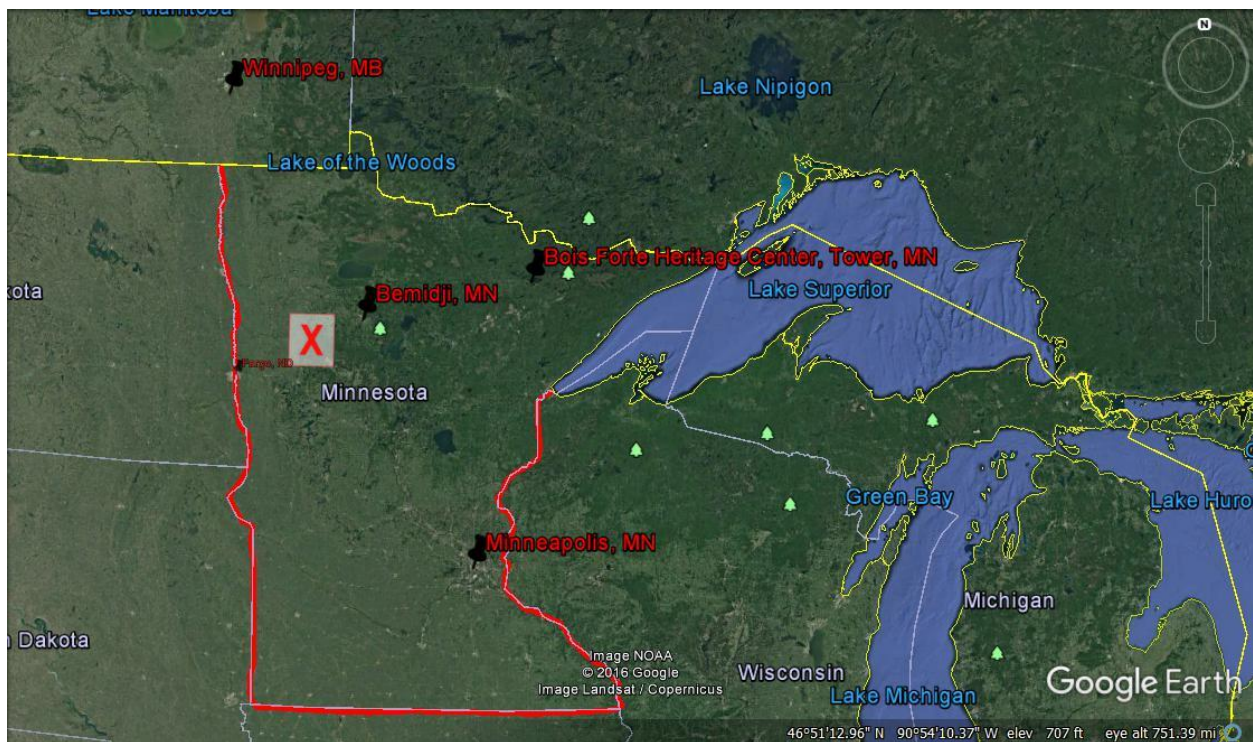 Lake Manitoba
Winnipeg, MB
N
Lake Nipigon
Lake of the Woods
Bois Forte Heritage Center, Tower, MN
Lake Superior
kota
Bemidji, MN
X
Fargo, ND
Minnesota
Green Bay
Lake Huro
Minneapolis, MN
Michigan
Dakota
Image NOAA
© 2016 Google
Image Landsat / Copernicus
Wisconsin
Lake Michigan
Google Earth
46°51'12.96" N 90°54'10.37" W elev 707 ft eye alt 751.39 mi